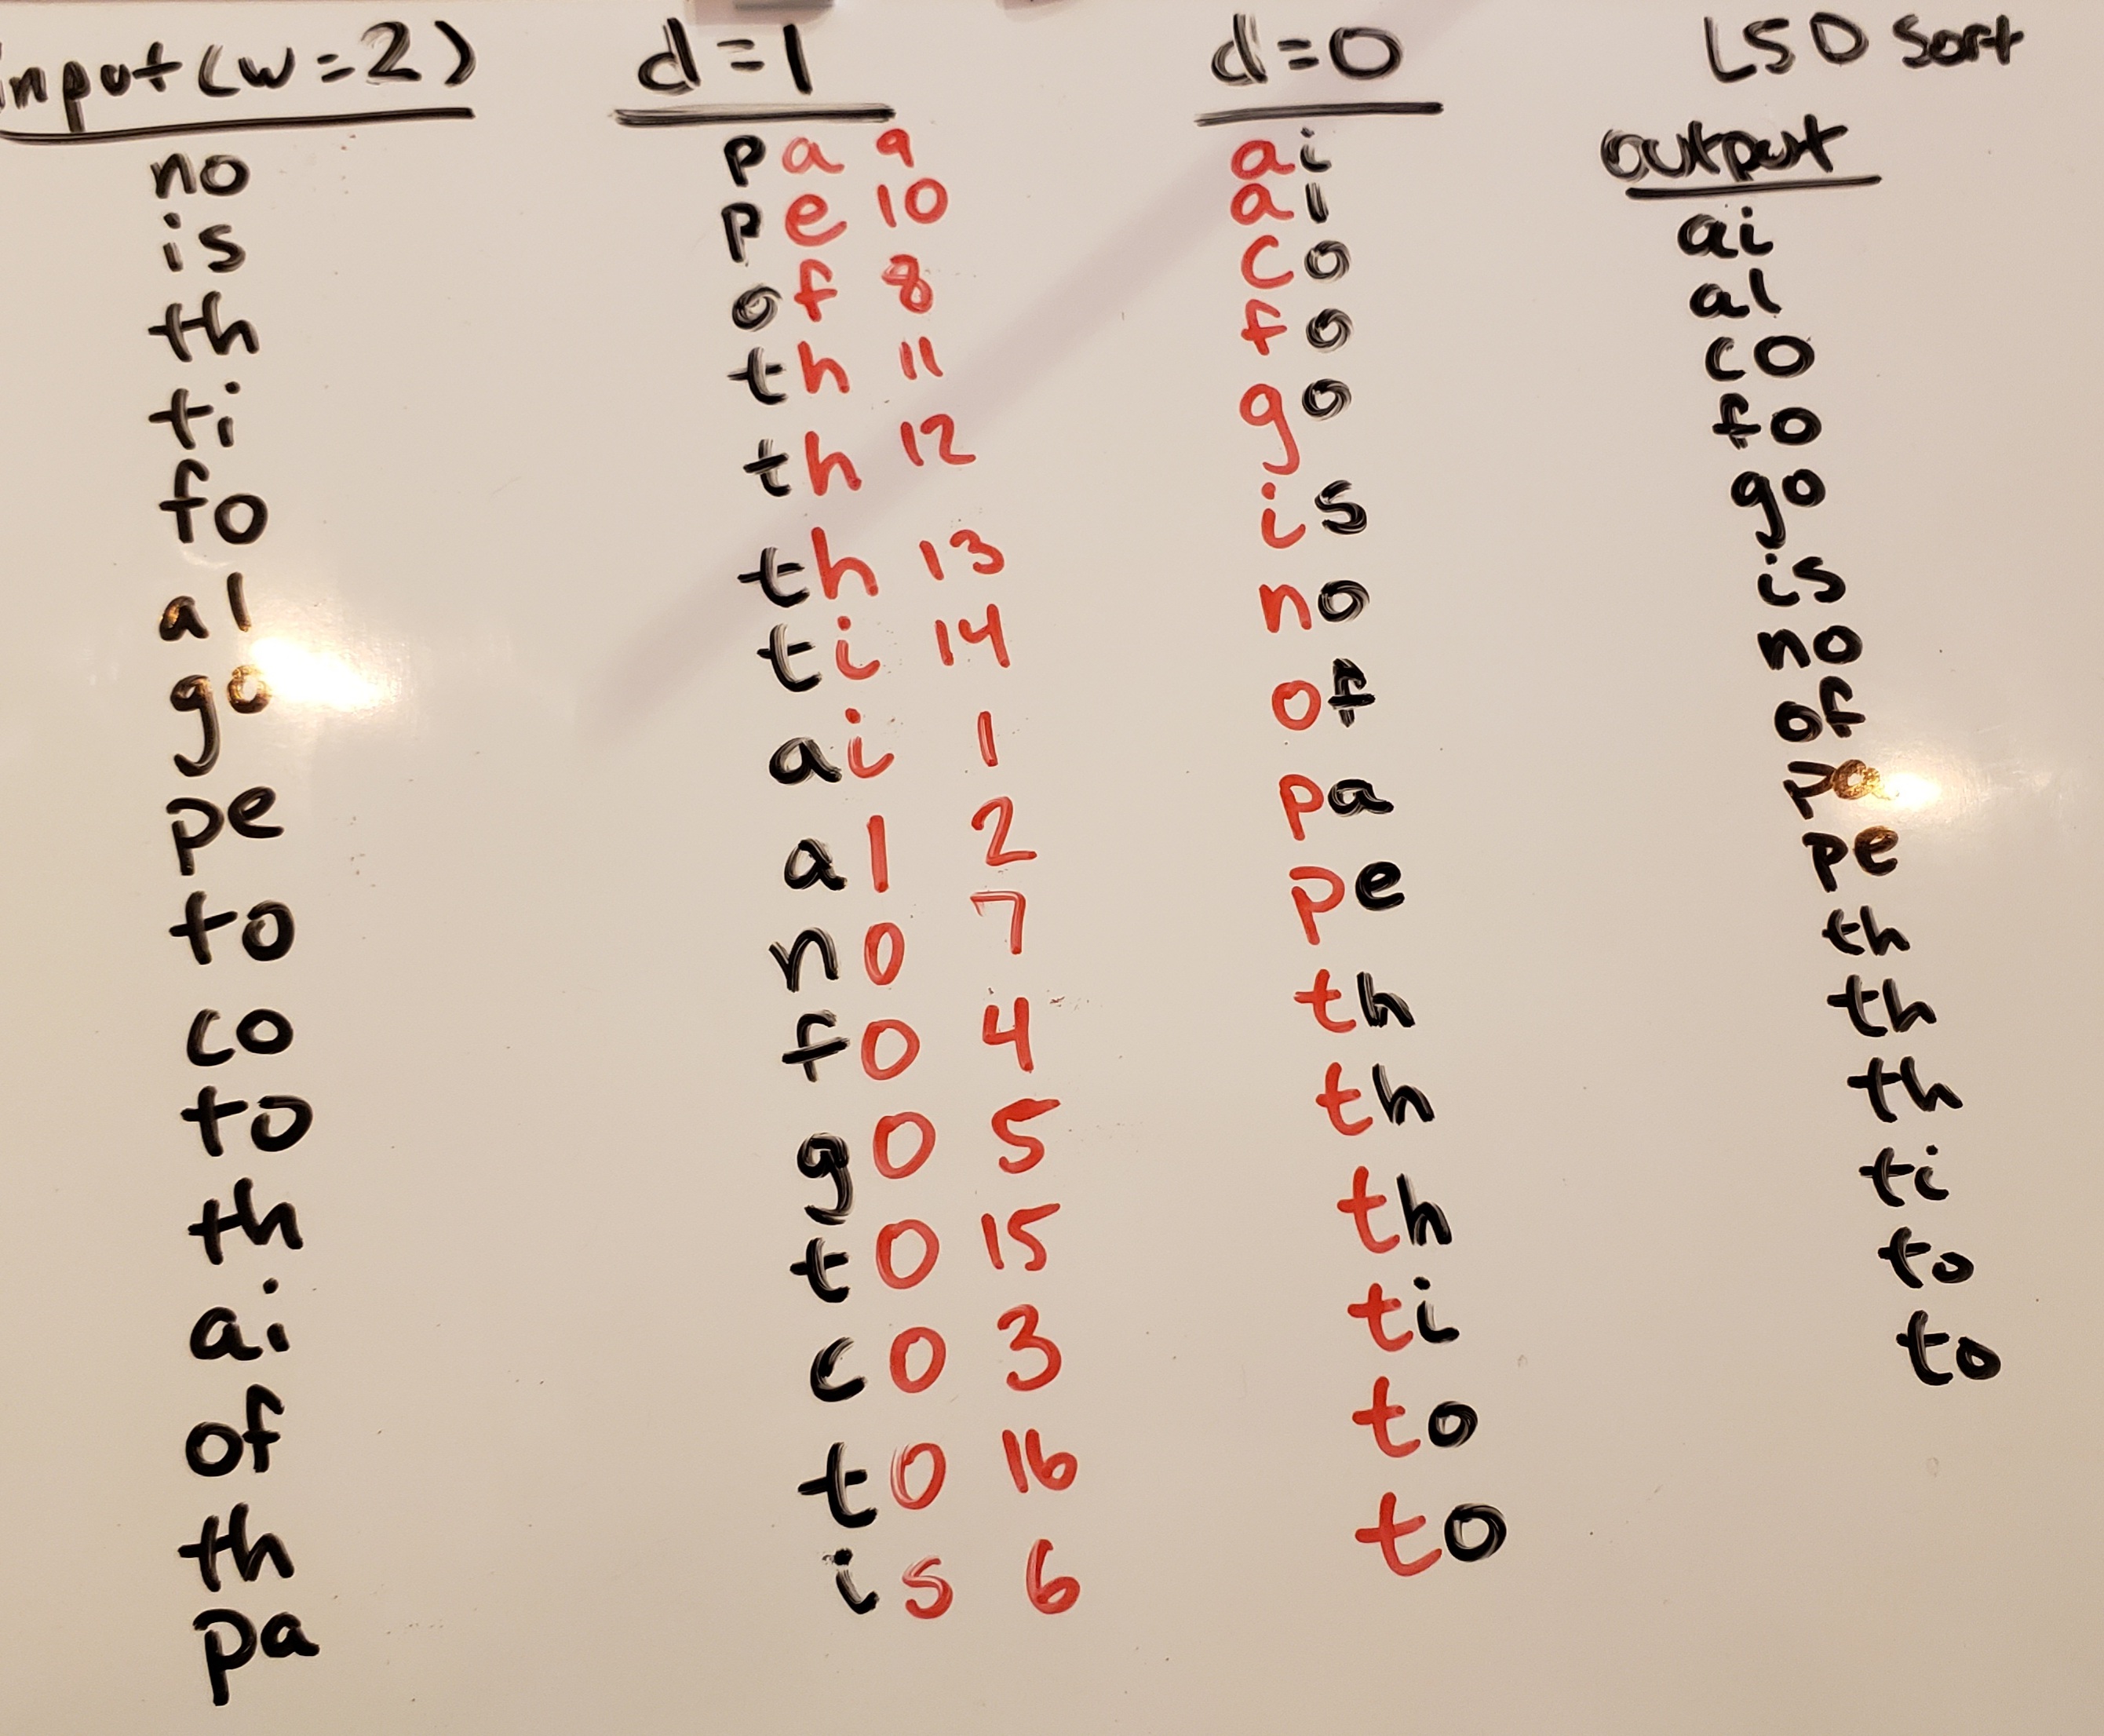 input (w=2)
no
is
th
ti
fo
al
go
pe
to
co
to
th
ai
of
th
pa
d=1
pa 9
pe 10
of 8
th 11
th 12
th 13
ti 14
ai 1
al 2
no 7
fo 4
go 5
to 15
co 3
to 16
is 6
d=0
ai
al
co
fo
go
is
no
of
pa
pe
th
th
th
ti
to
to
LSD Sort
output
ai
al
co
fo
go
is
no
of
pa
pe
th
th
th
ti
to
to